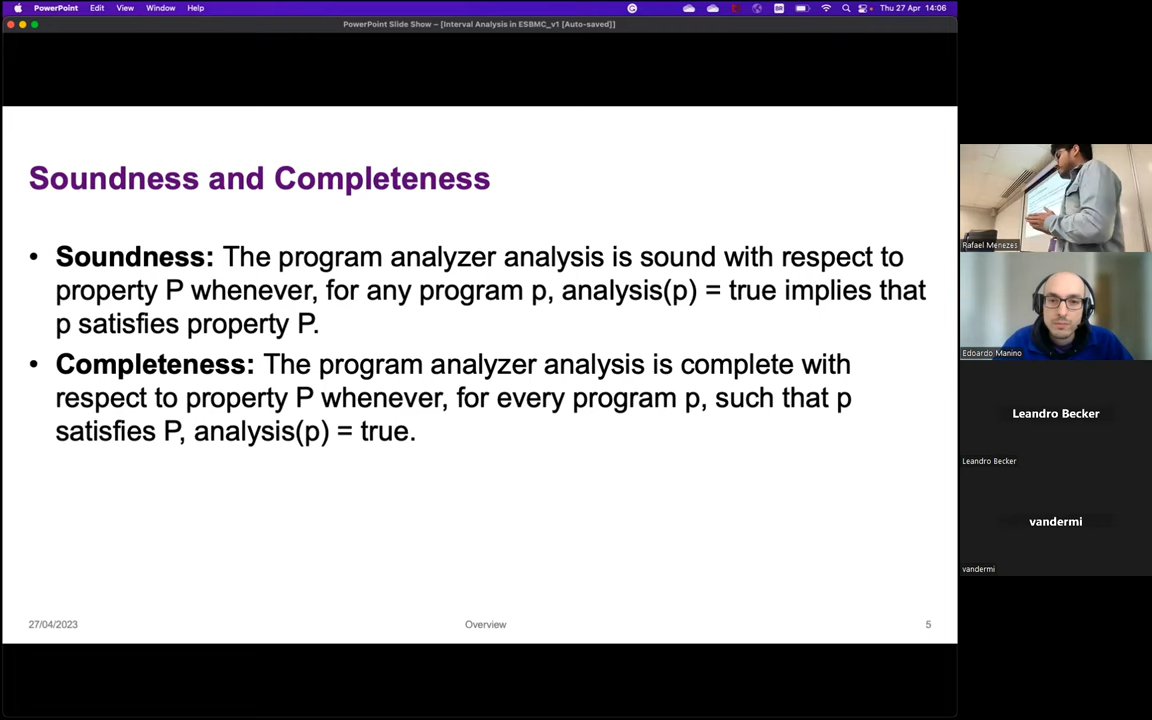 PowerPoint Edit View Window Help
Thu 27 Apr 14:06
PowerPoint Slide Show – [Interval Analysis in ESBMC_v1 [Auto-saved]]
Soundness and Completeness
• Soundness: The program analyzer analysis is sound with respect to
property P whenever, for any program p, analysis(p) = true implies that
p satisfies property P.
• Completeness: The program analyzer analysis is complete with
respect to property P whenever, for every program p, such that p
satisfies P, analysis(p) = true.
27/04/2023
Overview
5
Rafael Menezes
Edoardo Manino
Leandro Becker
Leandro Becker
vandermi
vandermi